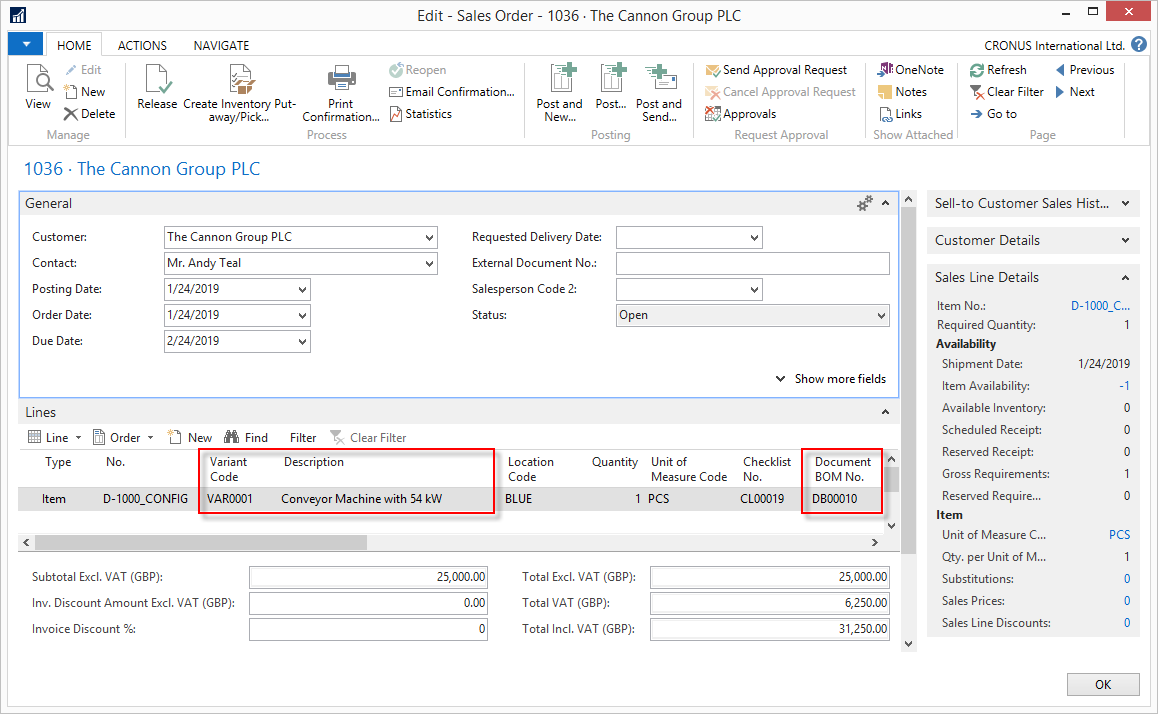 Edit - Sales Order - 1036 · The Cannon Group PLC
HOME ACTIONS NAVIGATE CRONUS International Ltd. ?
View Edit New Delete
Manage
Release Create Inventory Put-away/Pick... Print Confirmation... Reopen Email Confirmation... Statistics
Process
Post and New... Post... Post and Send...
Posting
Send Approval Request Cancel Approval Request Approvals
Request Approval
OneNote Notes Links
Show Attached
Refresh Clear Filter Go to Previous Next
Page
1036 · The Cannon Group PLC
General
Customer: The Cannon Group PLC
Contact: Mr. Andy Teal
Posting Date: 1/24/2019
Order Date: 1/24/2019
Due Date: 2/24/2019
Requested Delivery Date:
External Document No.:
Salesperson Code 2:
Status: Open
Show more fields
Lines
Line Order New Find Filter Clear Filter
Type No. Variant Code Description Location Code Quantity Unit of Measure Code Checklist No. Document BOM No.
Item D-1000_CONFIG VAR0001 Conveyor Machine with 54 kW BLUE 1 PCS CL00019 DB00010
Subtotal Excl. VAT (GBP): 25,000.00
Inv. Discount Amount Excl. VAT (GBP): 0.00
Invoice Discount %: 0
Total Excl. VAT (GBP): 25,000.00
Total VAT (GBP): 6,250.00
Total Incl. VAT (GBP): 31,250.00
Sell-to Customer Sales Hist...
Customer Details
Sales Line Details
Item No.: D-1000_C...
Required Quantity: 1
Availability
Shipment Date: 1/24/2019
Item Availability: -1
Available Inventory: 0
Scheduled Receipt: 0
Reserved Receipt: 0
Gross Requirements: 1
Reserved Require... 0
Item
Unit of Measure C... PCS
Qty. per Unit of M... 1
Substitutions: 0
Sales Prices: 0
Sales Line Discounts: 0
OK